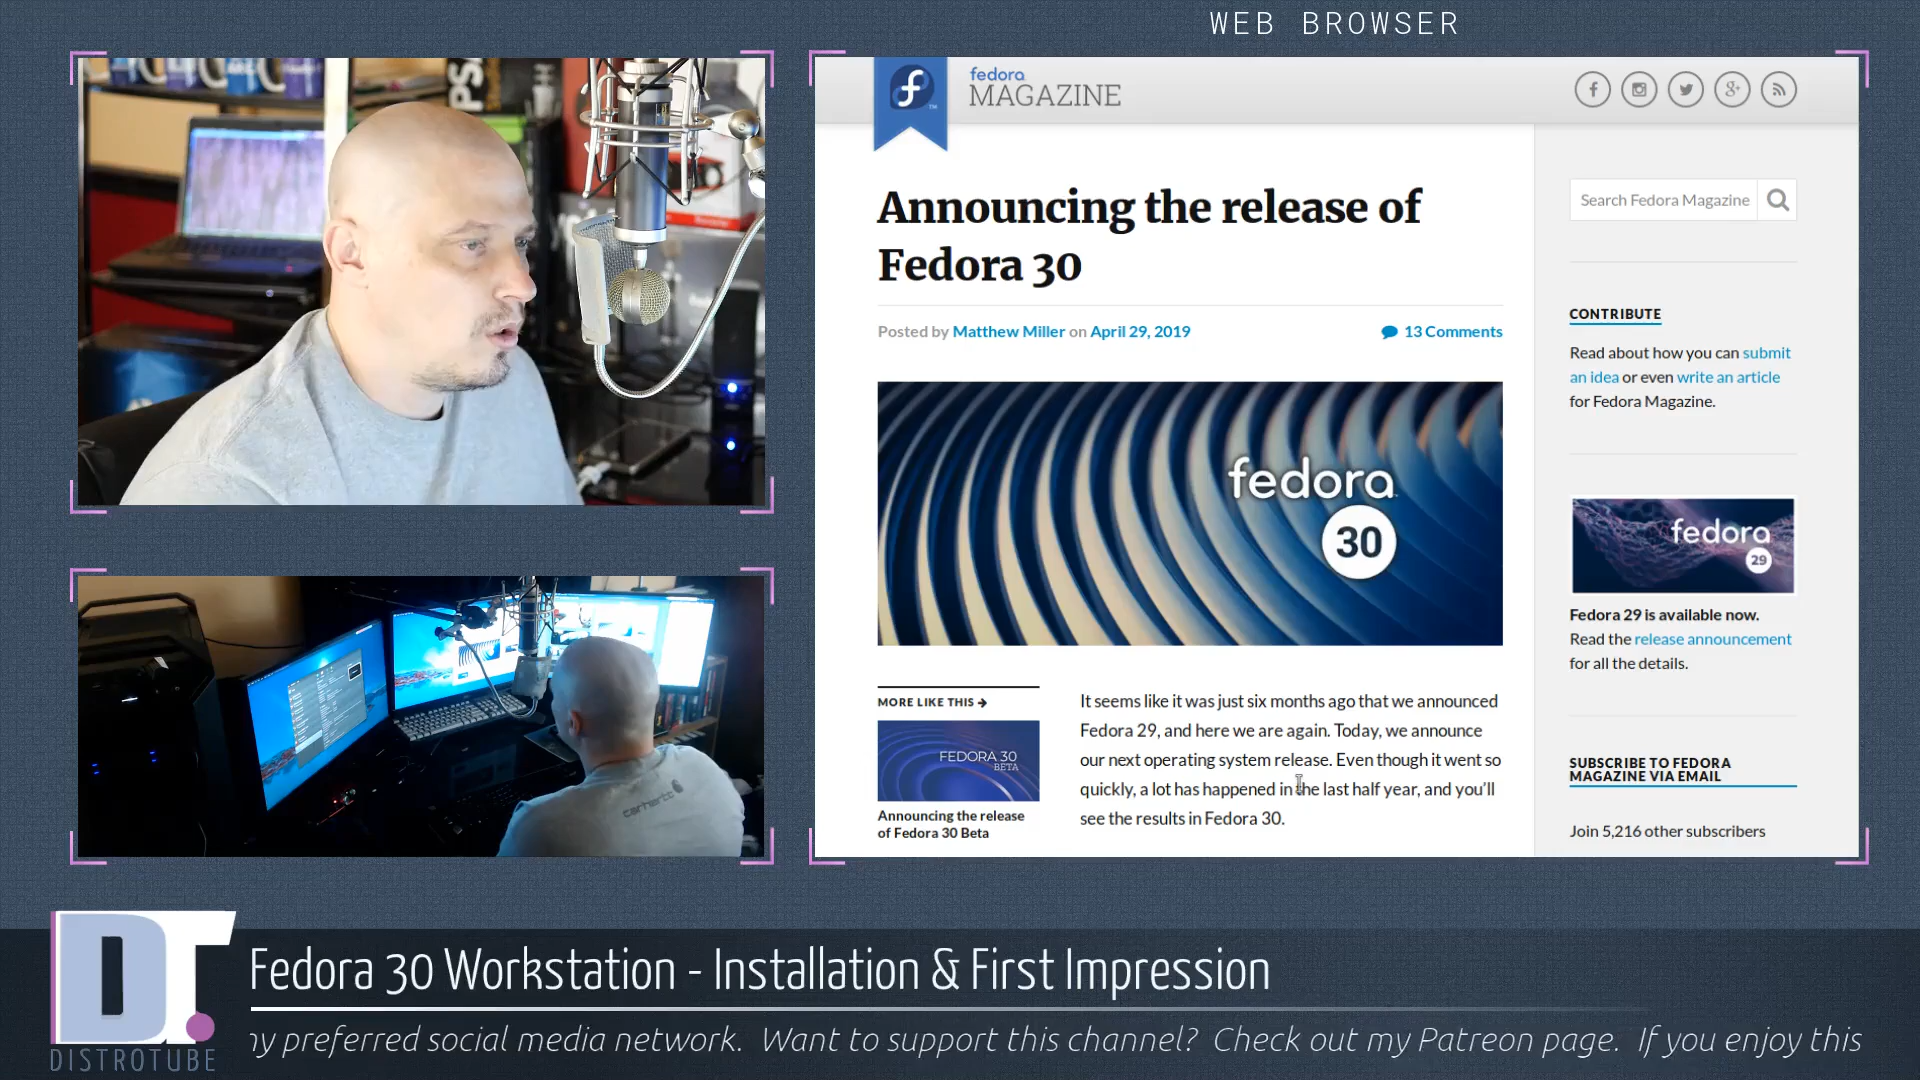 WEB BROWSER
fedora
MAGAZINE
Announcing the release of
Fedora 30
Posted by Matthew Miller on April 29, 2019
13 Comments
fedora
30
MORE LIKE THIS →
FEDORA 30
BETA
Announcing the release
of Fedora 30 Beta
It seems like it was just six months ago that we announced
Fedora 29, and here we are again. Today, we announce
our next operating system release. Even though it went so
quickly, a lot has happened in the last half year, and you'll
see the results in Fedora 30.
Search Fedora Magazine
CONTRIBUTE
Read about how you can submit
an idea or even write an article
for Fedora Magazine.
fedora
29
Fedora 29 is available now.
Read the release announcement
for all the details.
SUBSCRIBE TO FEDORA
MAGAZINE VIA EMAIL
Join 5,216 other subscribers
carhartt
DT
DISTROTUBE
Fedora 30 Workstation - Installation & First Impression
my preferred social media network. Want to support this channel? Check out my Patreon page. If you enjoy this